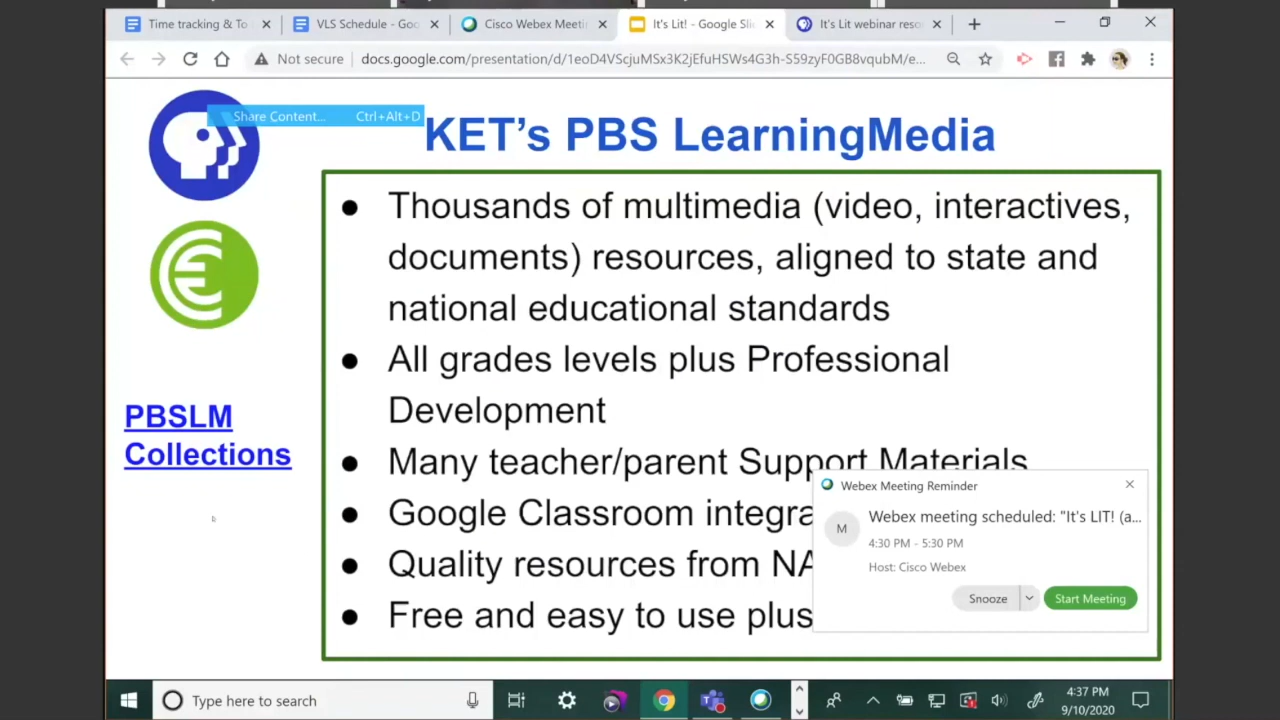 Time tracking & To
VLS Schedule - Goo
Cisco Webex Meeti
It's Lit! - Google Sli
It's Lit webinar reso
Not secure
docs.google.com/presentation/d/1eoD4VScjuMSx3K2jEfuHSWs4G3h-S59zyF0GB8vqubM/e...
Share Content... Ctrl+Alt+D
KET's PBS LearningMedia
● Thousands of multimedia (video, interactives,
documents) resources, aligned to state and
national educational standards
● All grades levels plus Professional
Development
● Many teacher/parent Support Materials
● Google Classroom integra
● Quality resources from NA
● Free and easy to use plus
PBSLM
Collections
Webex Meeting Reminder
M
Webex meeting scheduled: "It's LIT! (a...
4:30 PM - 5:30 PM
Host: Cisco Webex
Snooze
Start Meeting
Type here to search
4:37 PM
9/10/2020